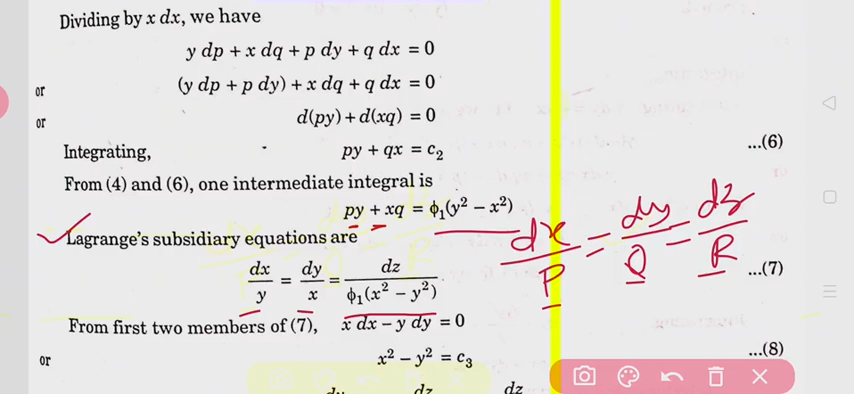 Dividing by x dx, we have
y dp + x dq + p dy + q dx = 0
or (y dp + p dy) + x dq + q dx = 0
or d(py) + d(xq) = 0
Integrating, py + qx = c₂ ...(6)
From (4) and (6), one intermediate integral is
py + xq = ϕ₁(y² − x²)
Lagrange's subsidiary equations are
dx/y = dy/x = dz/ϕ₁(x² − y²) ...(7)
dx/P = dy/Q = dz/R
From first two members of (7), x dx − y dy = 0
or x² − y² = c₃ ...(8)
dz dz